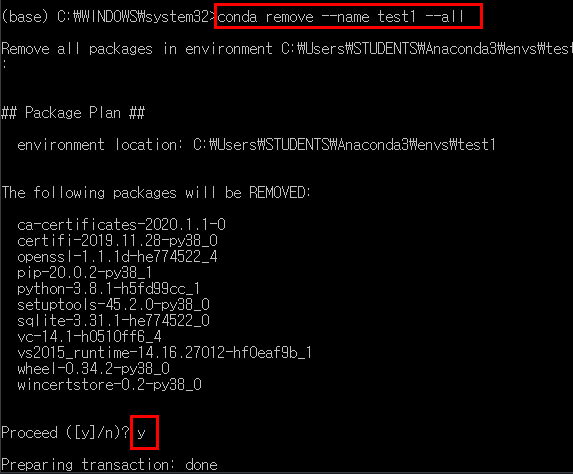 (base) C:₩WINDOWS₩system32>conda remove --name test1 --all
Remove all packages in environment C:₩Users₩STUDENTS₩Anaconda3₩envs₩tes
:
## Package Plan ##
environment location: C:₩Users₩STUDENTS₩Anaconda3₩envs₩test1
The following packages will be REMOVED:
ca-certificates-2020.1.1-0
certifi-2019.11.28-py38_0
openssl-1.1.1d-he774522_4
pip-20.0.2-py38_1
python-3.8.1-h5fd99cc_1
setuptools-45.2.0-py38_0
sqlite-3.31.1-he774522_0
vc-14.1-h0510ff6_4
vs2015_runtime-14.16.27012-hf0eaf9b_1
wheel-0.34.2-py38_0
wincertstore-0.2-py38_0
Proceed ([y]/n)? y
Preparing transaction: done